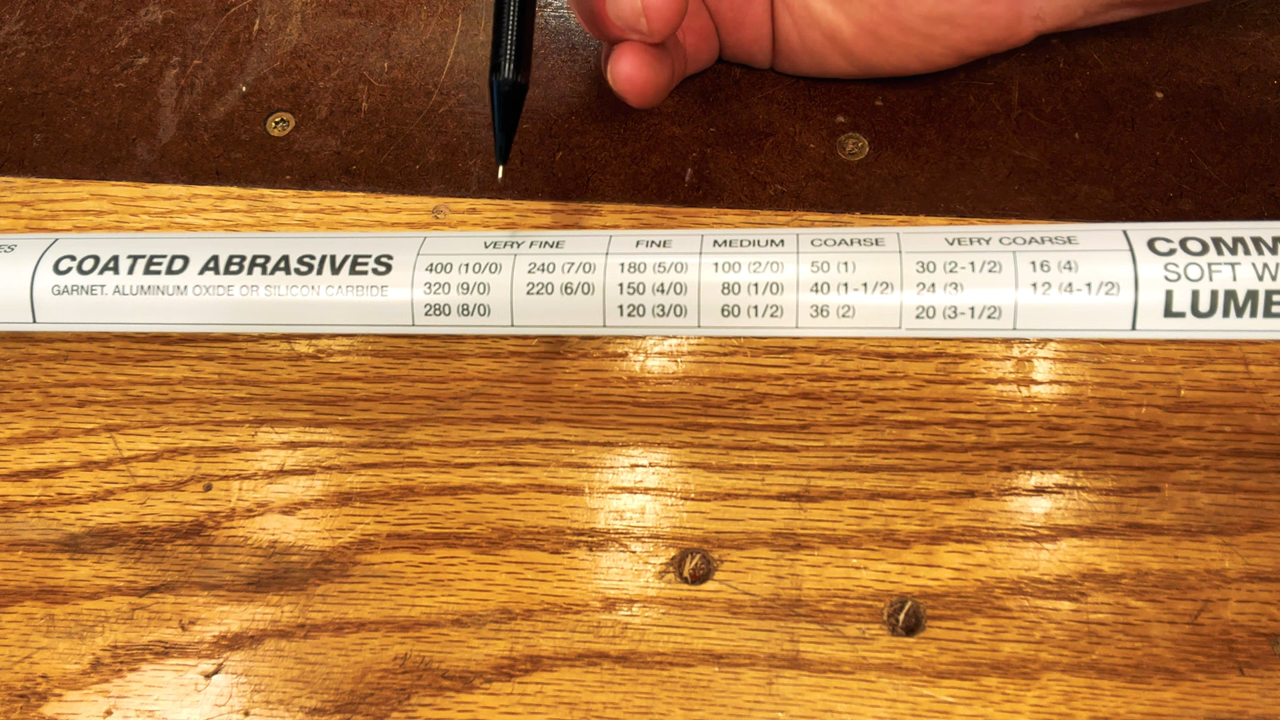 ES
COATED ABRASIVES
GARNET. ALUMINUM OXIDE OR SILICON CARBIDE
VERY FINE FINE MEDIUM COARSE VERY COARSE
400 (10/0) 240 (7/0) 180 (5/0) 100 (2/0) 50 (1) 30 (2-1/2) 16 (4)
320 (9/0) 220 (6/0) 150 (4/0) 80 (1/0) 40 (1-1/2) 24 (3) 12 (4-1/2)
280 (8/0) 120 (3/0) 60 (1/2) 36 (2) 20 (3-1/2)
COMM
SOFT W
LUMBE